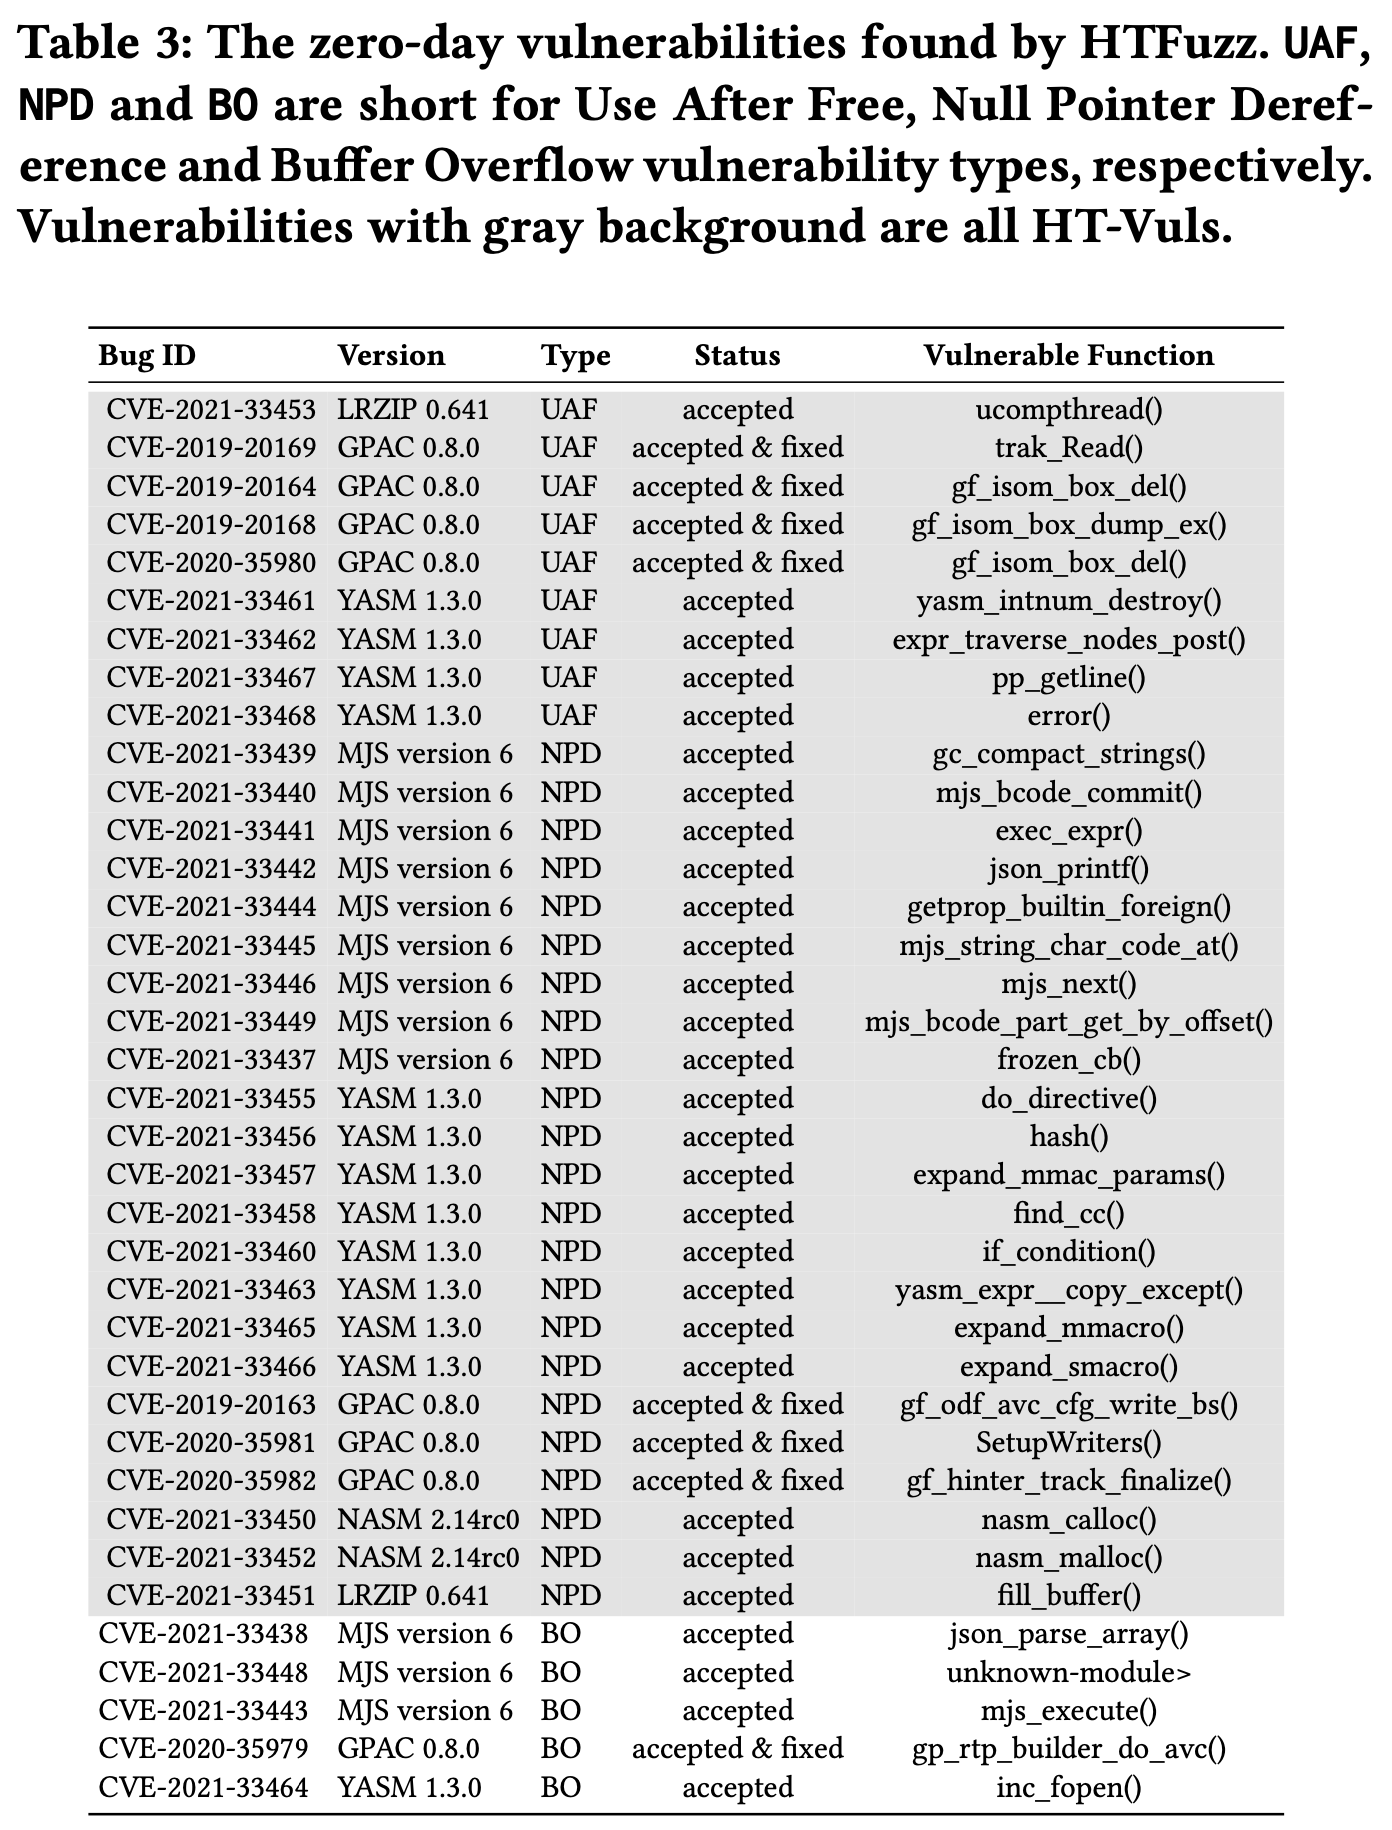 Table 3: The zero-day vulnerabilities found by HTFuzz. UAF,
NPD and BO are short for Use After Free, Null Pointer Deref-
erence and Buffer Overflow vulnerability types, respectively.
Vulnerabilities with gray background are all HT-Vuls.
Bug ID Version Type Status Vulnerable Function
CVE-2021-33453 LRZIP 0.641 UAF accepted ucompthread()
CVE-2019-20169 GPAC 0.8.0 UAF accepted & fixed trak_Read()
CVE-2019-20164 GPAC 0.8.0 UAF accepted & fixed gf_isom_box_del()
CVE-2019-20168 GPAC 0.8.0 UAF accepted & fixed gf_isom_box_dump_ex()
CVE-2020-35980 GPAC 0.8.0 UAF accepted & fixed gf_isom_box_del()
CVE-2021-33461 YASM 1.3.0 UAF accepted yasm_intnum_destroy()
CVE-2021-33462 YASM 1.3.0 UAF accepted expr_traverse_nodes_post()
CVE-2021-33467 YASM 1.3.0 UAF accepted pp_getline()
CVE-2021-33468 YASM 1.3.0 UAF accepted error()
CVE-2021-33439 MJS version 6 NPD accepted gc_compact_strings()
CVE-2021-33440 MJS version 6 NPD accepted mjs_bcode_commit()
CVE-2021-33441 MJS version 6 NPD accepted exec_expr()
CVE-2021-33442 MJS version 6 NPD accepted json_printf()
CVE-2021-33444 MJS version 6 NPD accepted getprop_builtin_foreign()
CVE-2021-33445 MJS version 6 NPD accepted mjs_string_char_code_at()
CVE-2021-33446 MJS version 6 NPD accepted mjs_next()
CVE-2021-33449 MJS version 6 NPD accepted mjs_bcode_part_get_by_offset()
CVE-2021-33437 MJS version 6 NPD accepted frozen_cb()
CVE-2021-33455 YASM 1.3.0 NPD accepted do_directive()
CVE-2021-33456 YASM 1.3.0 NPD accepted hash()
CVE-2021-33457 YASM 1.3.0 NPD accepted expand_mmac_params()
CVE-2021-33458 YASM 1.3.0 NPD accepted find_cc()
CVE-2021-33460 YASM 1.3.0 NPD accepted if_condition()
CVE-2021-33463 YASM 1.3.0 NPD accepted yasm_expr__copy_except()
CVE-2021-33465 YASM 1.3.0 NPD accepted expand_mmacro()
CVE-2021-33466 YASM 1.3.0 NPD accepted expand_smacro()
CVE-2019-20163 GPAC 0.8.0 NPD accepted & fixed gf_odf_avc_cfg_write_bs()
CVE-2020-35981 GPAC 0.8.0 NPD accepted & fixed SetupWriters()
CVE-2020-35982 GPAC 0.8.0 NPD accepted & fixed gf_hinter_track_finalize()
CVE-2021-33450 NASM 2.14rc0 NPD accepted nasm_calloc()
CVE-2021-33452 NASM 2.14rc0 NPD accepted nasm_malloc()
CVE-2021-33451 LRZIP 0.641 NPD accepted fill_buffer()
CVE-2021-33438 MJS version 6 BO accepted json_parse_array()
CVE-2021-33448 MJS version 6 BO accepted unknown-module>
CVE-2021-33443 MJS version 6 BO accepted mjs_execute()
CVE-2020-35979 GPAC 0.8.0 BO accepted & fixed gp_rtp_builder_do_avc()
CVE-2021-33464 YASM 1.3.0 BO accepted inc_fopen()